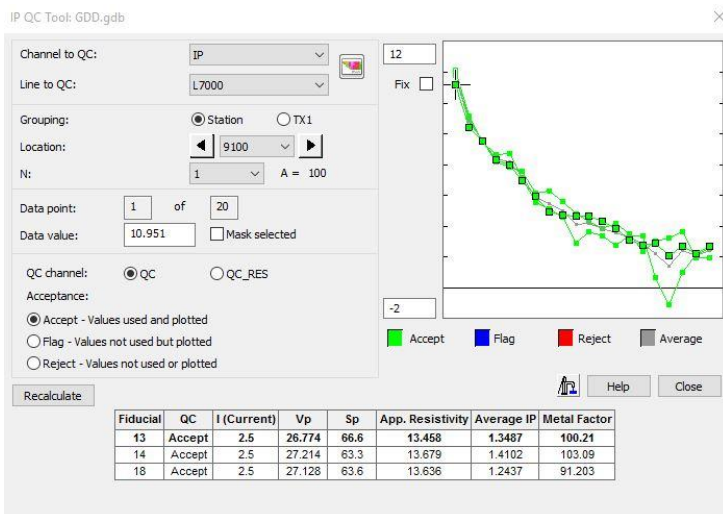 IP QC Tool: GDD.gdb
Channel to QC: IP
Line to QC: L7000
Grouping: Station TX1
Location: 9100
N: 1 A = 100
Data point: 1 of 20
Data value: 10.951 Mask selected
QC channel: QC QC_RES
Acceptance:
Accept - Values used and plotted
Flag - Values not used but plotted
Reject - Values not used or plotted
12
Fix
-2
Accept Flag Reject Average
Recalculate Help Close
Fiducial QC I (Current) Vp Sp App. Resistivity Average IP Metal Factor
13 Accept 2.5 26.774 66.6 13.458 1.3487 100.21
14 Accept 2.5 27.214 63.3 13.679 1.4102 103.09
18 Accept 2.5 27.128 63.6 13.636 1.2437 91.203